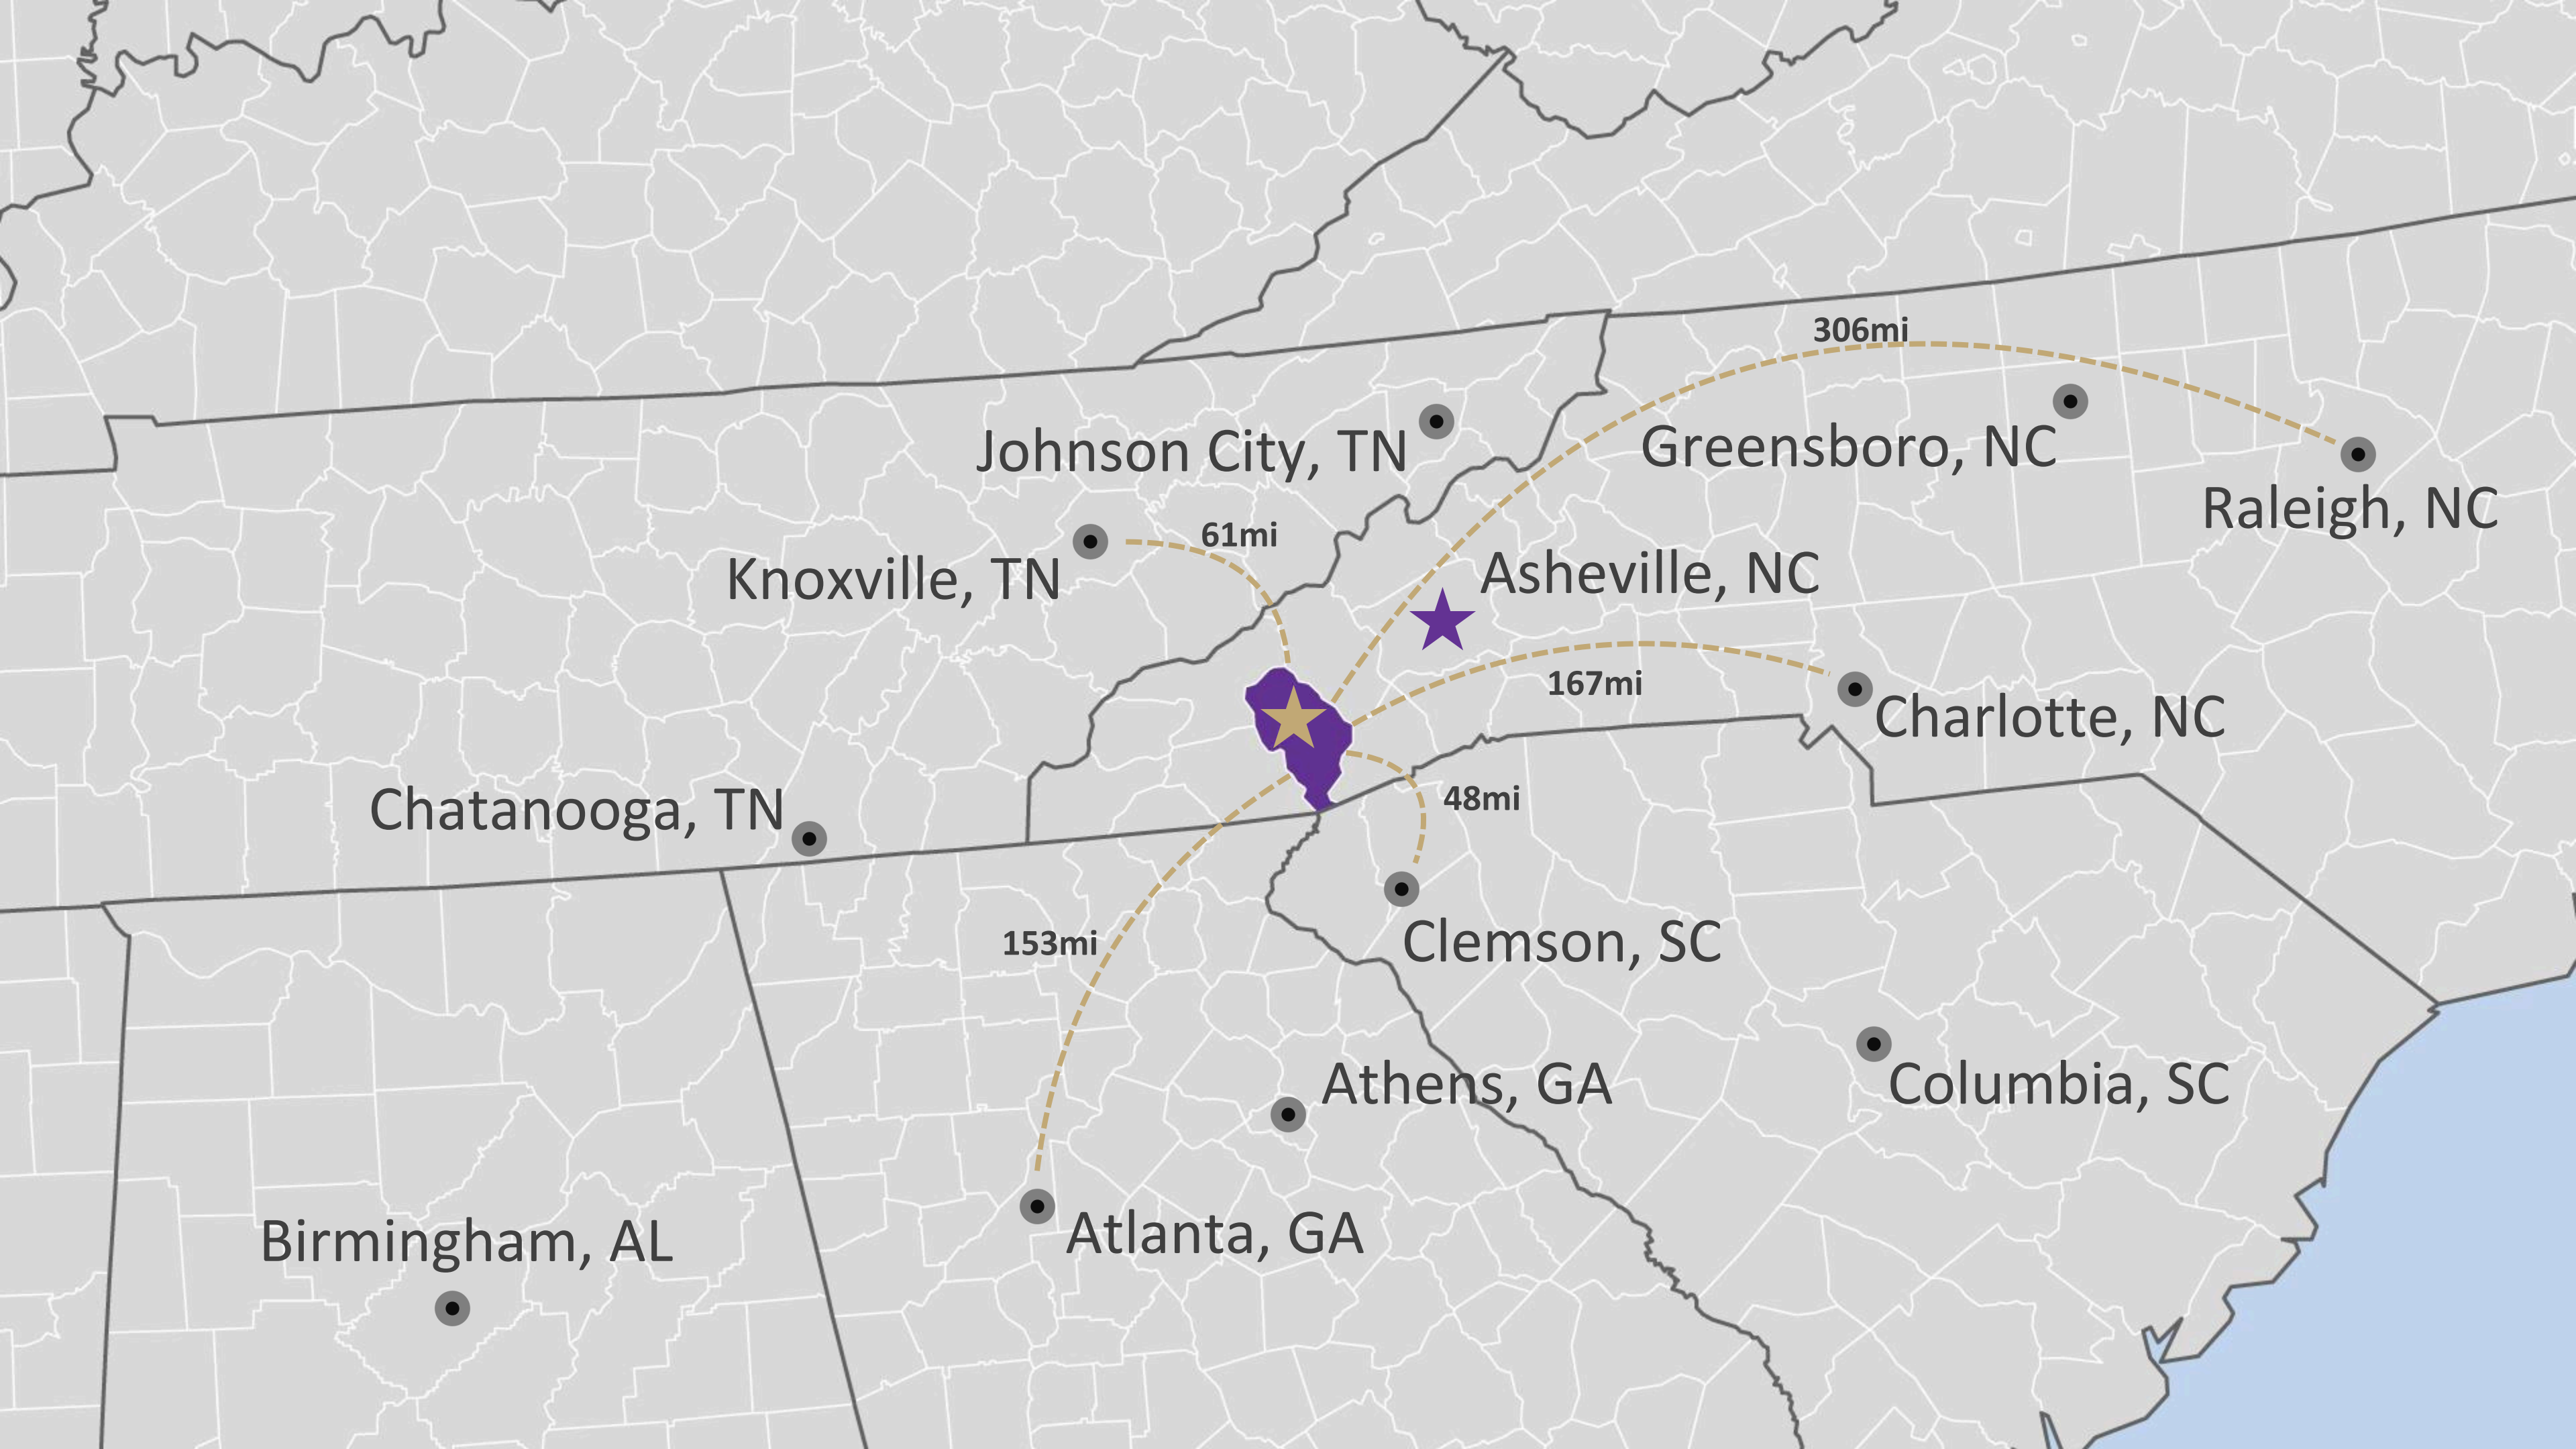 306mi
Johnson City, TN
Greensboro, NC
Raleigh, NC
61mi
Knoxville, TN
Asheville, NC
167mi
Charlotte, NC
Chatanooga, TN
48mi
153mi
Clemson, SC
Athens, GA
Columbia, SC
Atlanta, GA
Birmingham, AL